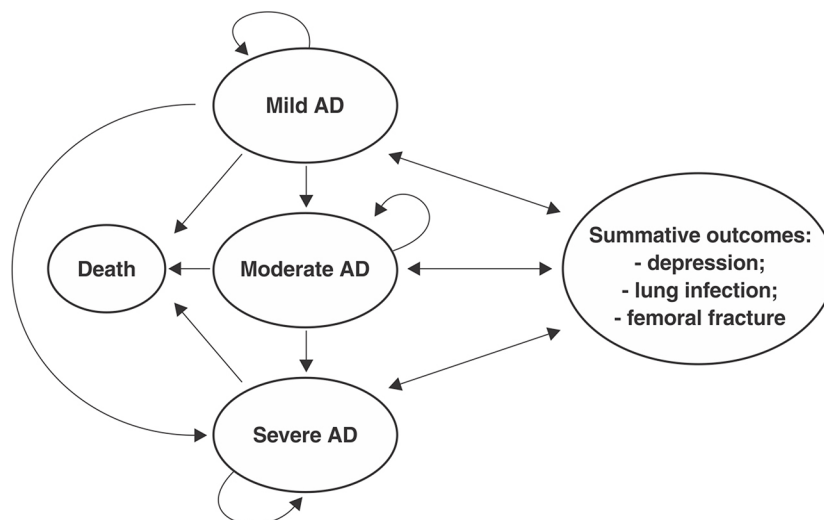 Mild AD
Death
Moderate AD
Summative outcomes:
- depression;
- lung infection;
- femoral fracture
Severe AD